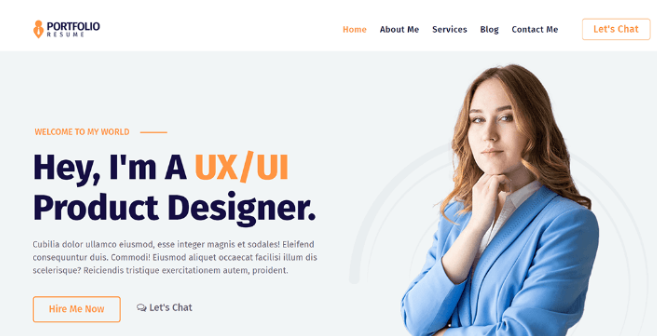 PORTFOLIO
RESUME
Home About Me Services Blog Contact Me Let's Chat
WELCOME TO MY WORLD
Hey, I'm A UX/UI
Product Designer.
Cubilia dolor ullamco eiusmod, esse integer magnis et sodales! Eleifend
consequuntur duis. Commodi! Eiusmod aliquet occaecat facilisi illum dis
scelerisque? Reiciendis tristique exercitationem autem, proident.
Hire Me Now Let's Chat